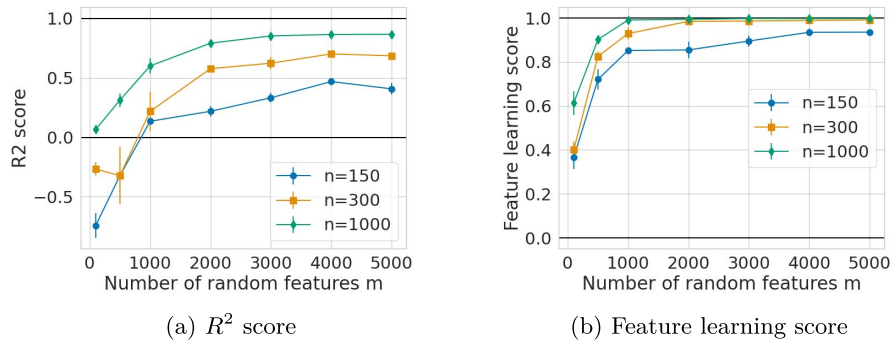 1.0
0.5
0.0
−0.5
R2 score
0
1000
2000
3000
4000
5000
Number of random features m
n=150
n=300
n=1000
(a) R² score
1.0
0.8
0.6
0.4
0.2
0.0
Feature learning score
0
1000
2000
3000
4000
5000
Number of random features m
n=150
n=300
n=1000
(b) Feature learning score